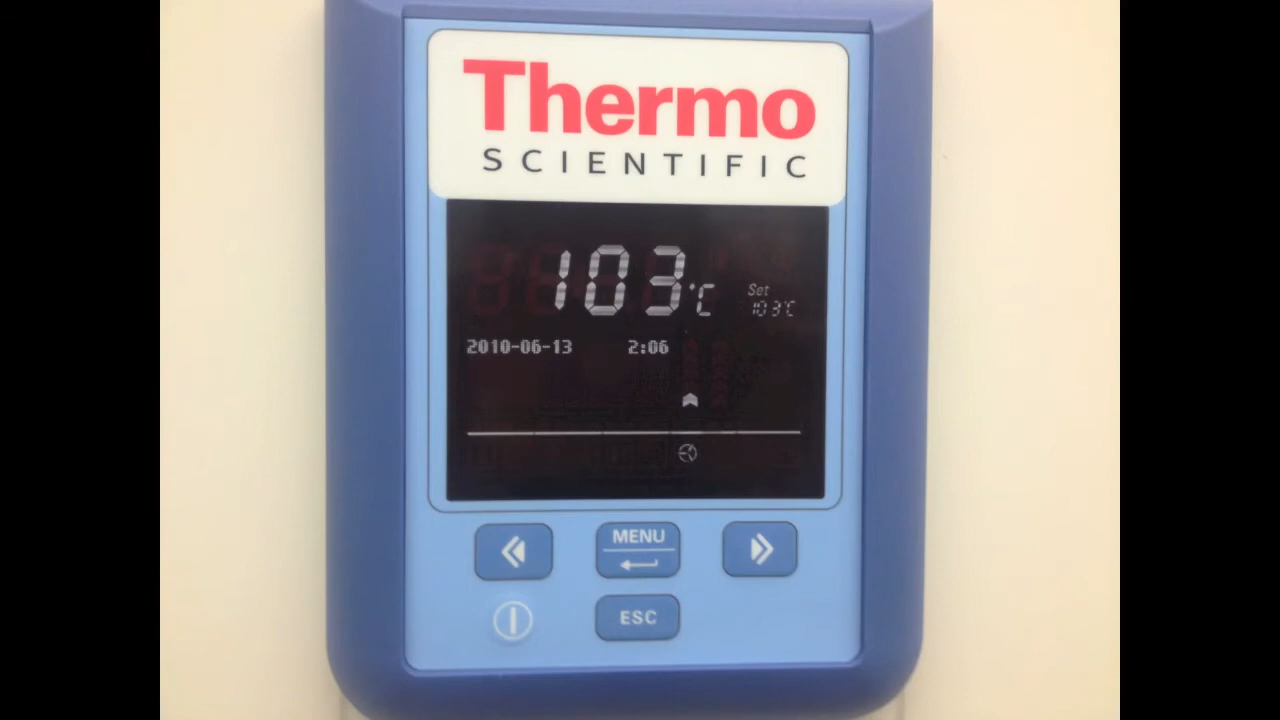 Thermo
SCIENTIFIC
103°C
Set
103°C
2010-06-13 2:06
MENU
ESC